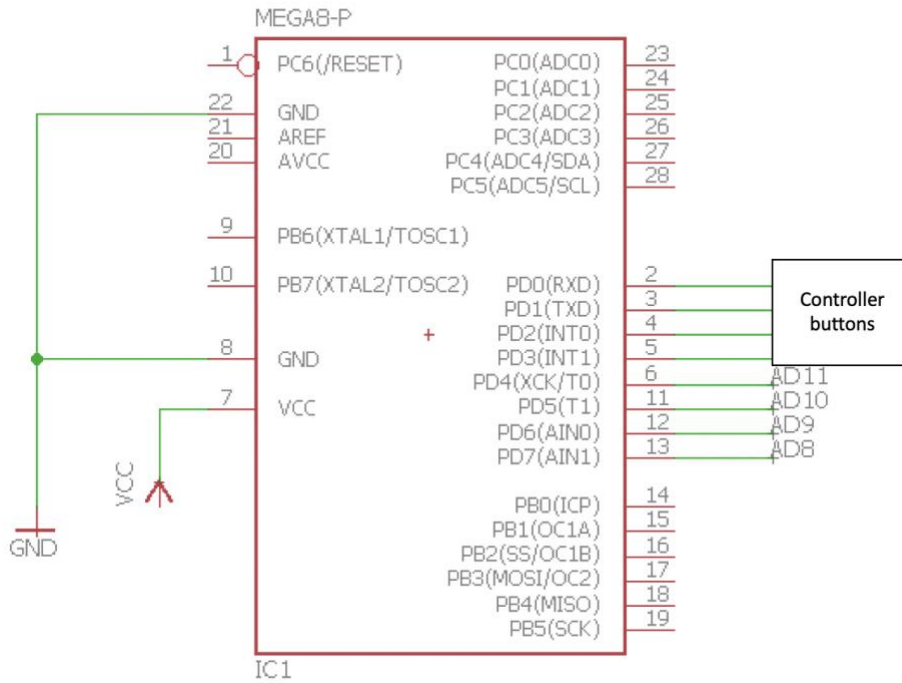 MEGA8-P
1
PC6(/RESET)
22
GND
21
AREF
20
AVCC
9
PB6(XTAL1/TOSC1)
10
PB7(XTAL2/TOSC2)
8
GND
7
VCC
VCC
GND
PC0(ADC0)
23
PC1(ADC1)
24
PC2(ADC2)
25
PC3(ADC3)
26
PC4(ADC4/SDA)
27
PC5(ADC5/SCL)
28
PD0(RXD)
2
PD1(TXD)
3
PD2(INT0)
4
PD3(INT1)
5
PD4(XCK/T0)
6
AD11
PD5(T1)
11
AD10
PD6(AIN0)
12
AD9
PD7(AIN1)
13
AD8
Controller
buttons
PB0(ICP)
14
PB1(OC1A)
15
PB2(SS/OC1B)
16
PB3(MOSI/OC2)
17
PB4(MISO)
18
PB5(SCK)
19
IC1